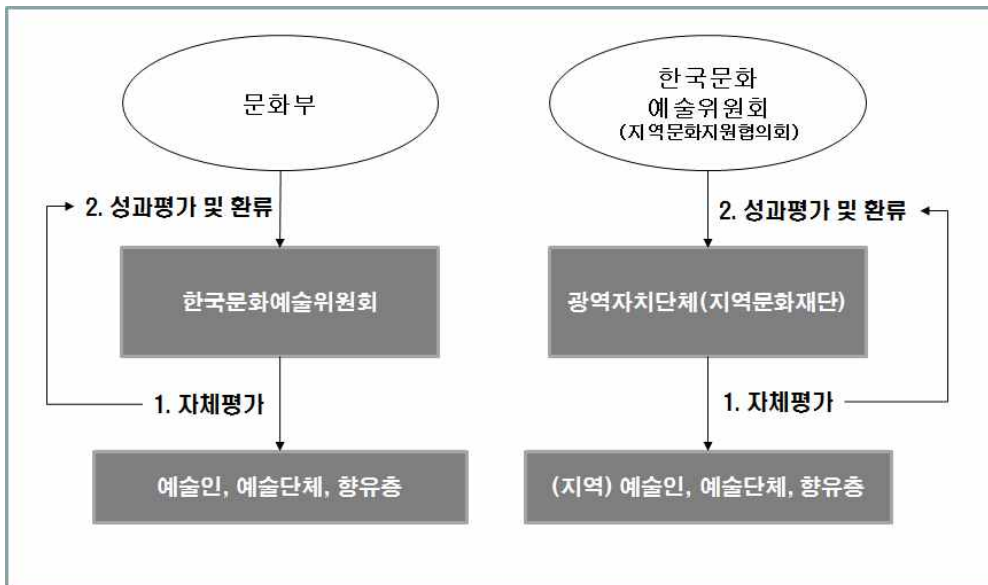 문화부
2. 성과평가 및 환류
한국문화예술위원회
1. 자체평가
예술인, 예술단체, 향유층
한국문화
예술위원회
(지역문화지원협의회)
2. 성과평가 및 환류
광역자치단체(지역문화재단)
1. 자체평가
(지역) 예술인, 예술단체, 향유층